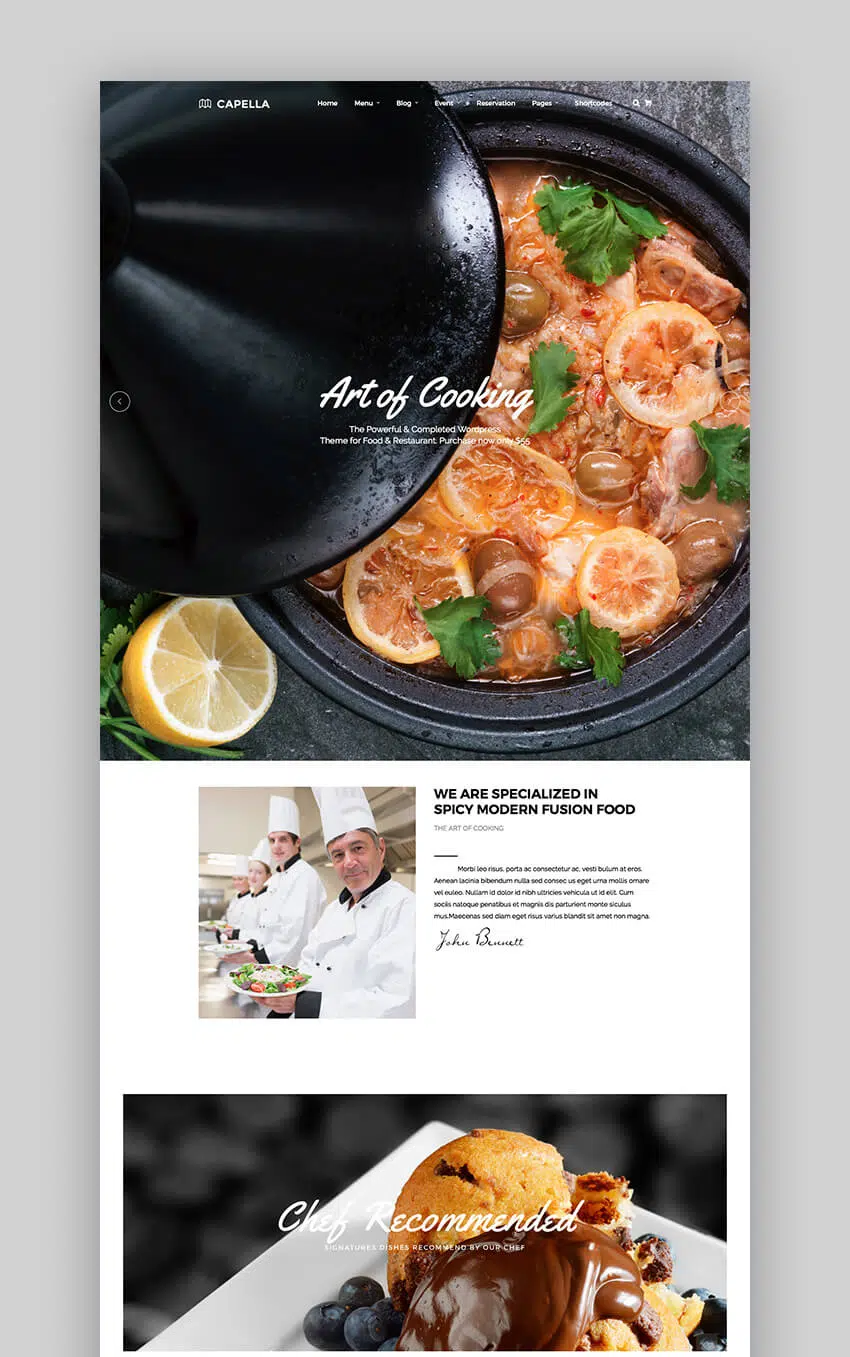 CAPELLA Home Menu Blog Event Reservation Pages Shortcodes
Art of Cooking
The Powerful & Completed Wordpress
Theme for Food & Restaurant. Purchase now only $55
WE ARE SPECIALIZED IN
SPICY MODERN FUSION FOOD
THE ART OF COOKING
Morbi leo risus, porta ac consectetur ac, vesti bulum at eros.
Aenean lacinia bibendum nulla sed consec us eget urna mollis ornare
vel euleo. Nullam id dolor id nibh ultricies vehicula ut id elit. Cum
sociis natoque penatibus et magnis dis parturient monte siculus
mus.Maecenas sed diam eget risus varius blandit sit amet non magna.
John Bennett
Chef Recommended
SIGNATURES DISHES RECOMMEND BY OUR CHEF